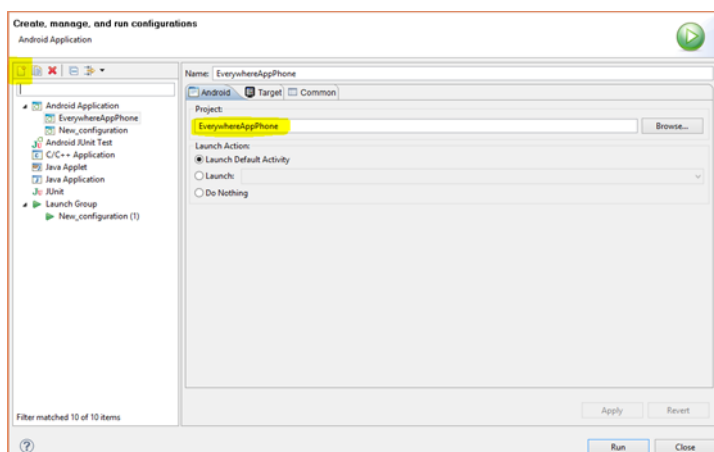 Create, manage, and run configurations
Android Application
Name: EverywhereAppPhone
Android Target Common
Android Application
EverywhereAppPhone
New_configuration
Android JUnit Test
C/C++ Application
Java Applet
Java Application
JUnit
Launch Group
New_configuration (1)
Project:
EverywhereAppPhone Browse...
Launch Action:
Launch Default Activity
Launch:
Do Nothing
Filter matched 10 of 10 items
Apply Revert
Run Close